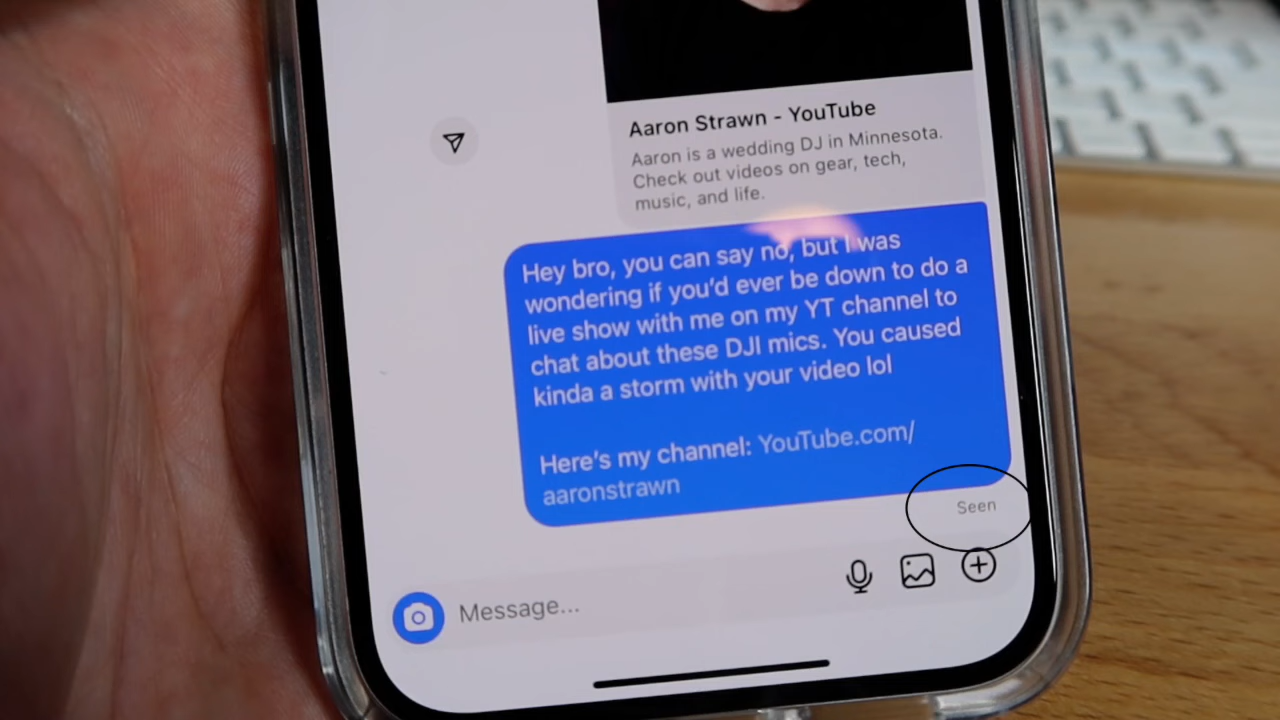 Aaron Strawn - YouTube
Aaron is a wedding DJ in Minnesota.
Check out videos on gear, tech,
music, and life.
Hey bro, you can say no, but I was
wondering if you'd ever be down to do a
live show with me on my YT channel to
chat about these DJI mics. You caused
kinda a storm with your video lol
Here's my channel: YouTube.com/
aaronstrawn
Seen
Message...